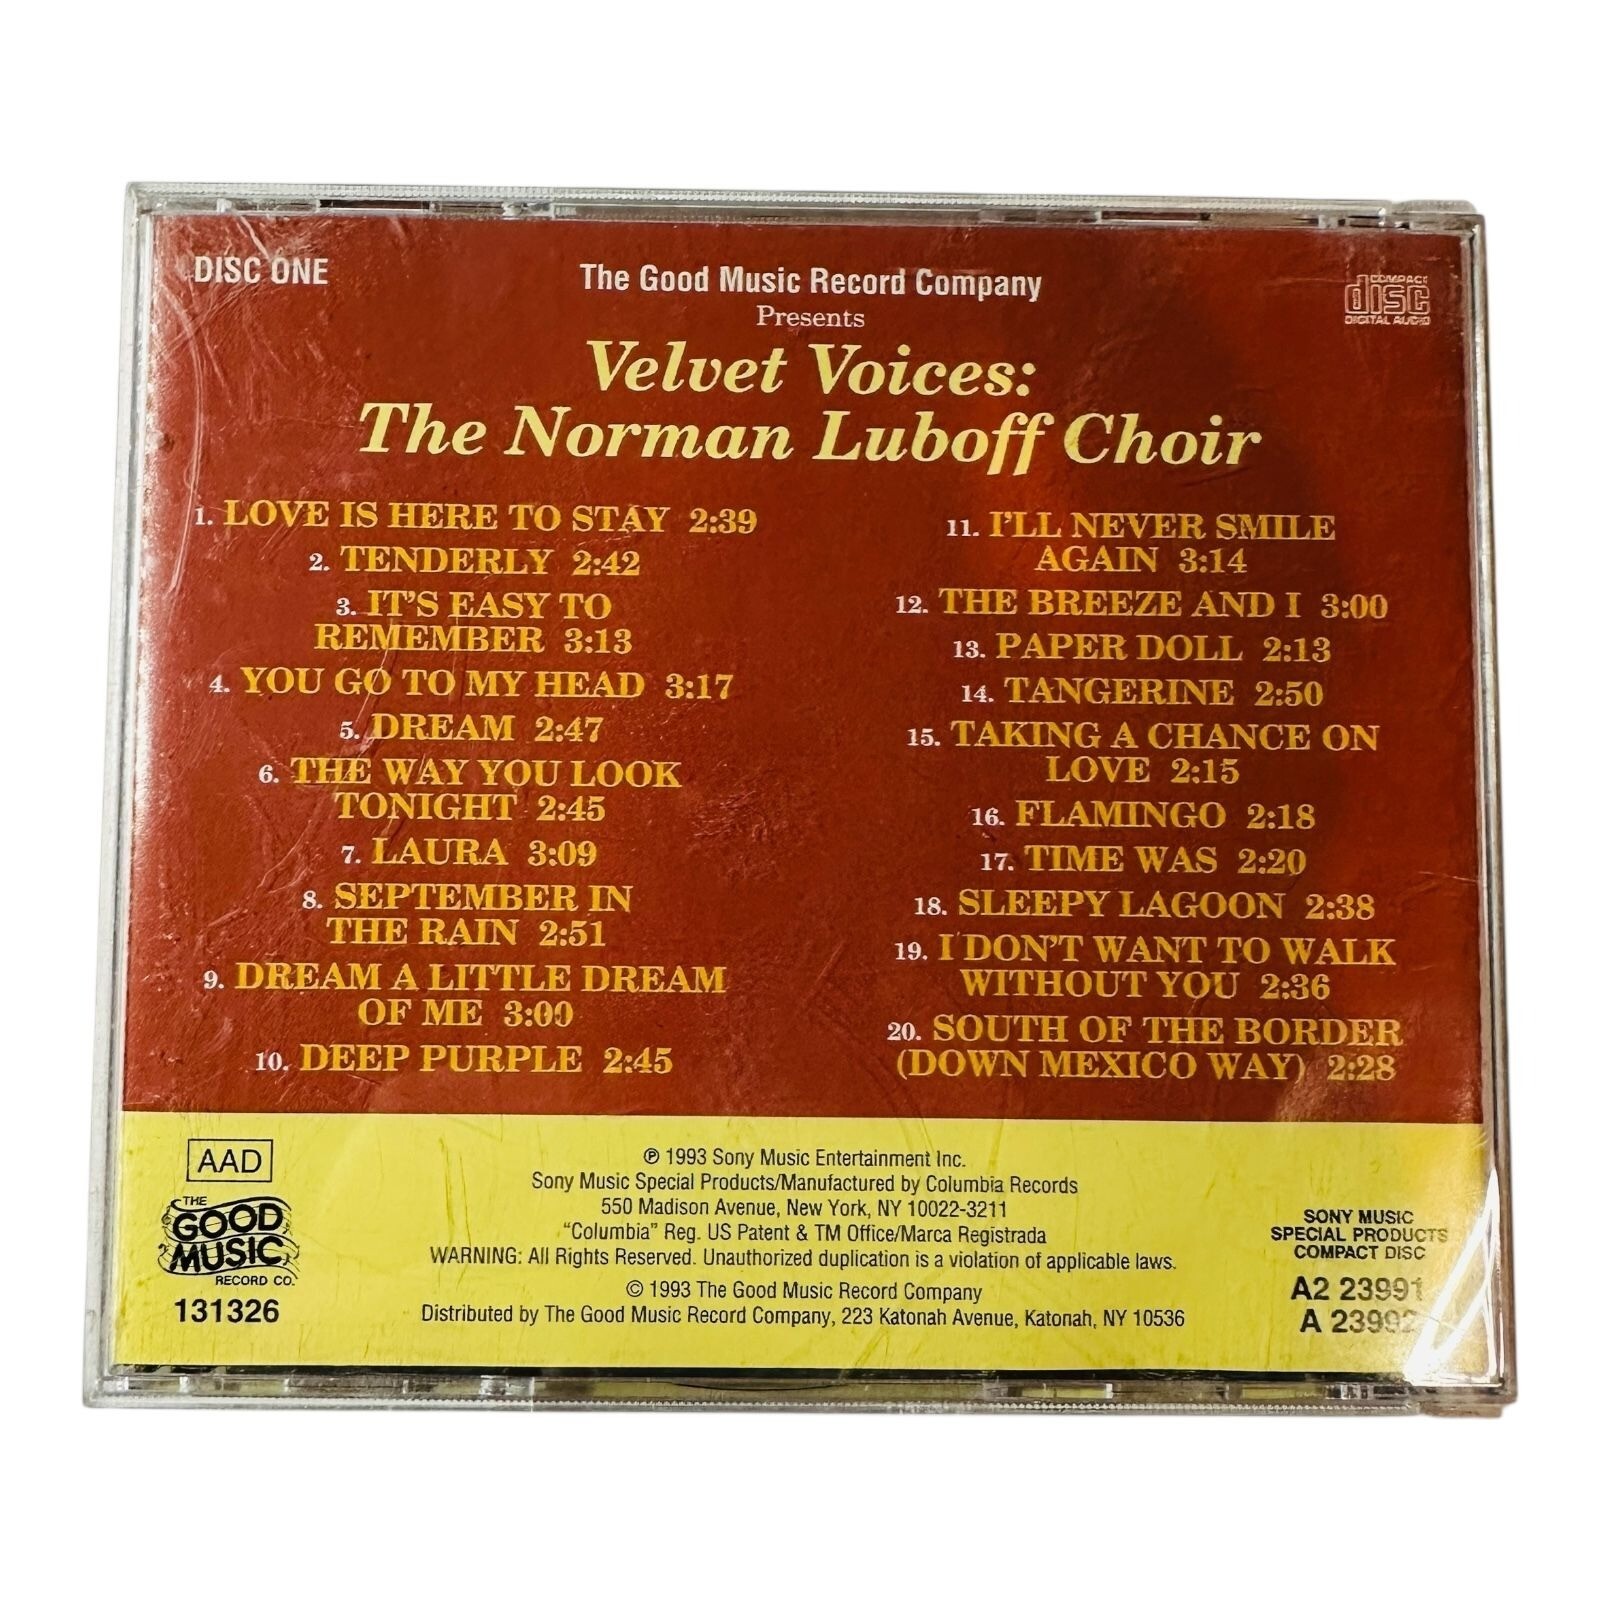 DISC ONE
The Good Music Record Company
Presents
COMPACT
disc
DIGITAL AUDIO
Velvet Voices:
The Norman Luboff Choir
1. LOVE IS HERE TO STAY 2:39
2. TENDERLY 2:42
3. IT'S EASY TO
REMEMBER 3:13
4. YOU GO TO MY HEAD 3:17
5. DREAM 2:47
6. THE WAY YOU LOOK
TONIGHT 2:45
7. LAURA 3:09
8. SEPTEMBER IN
THE RAIN 2:51
9. DREAM A LITTLE DREAM
OF ME 3:00
10. DEEP PURPLE 2:45
11. I'LL NEVER SMILE
AGAIN 3:14
12. THE BREEZE AND I 3:00
13. PAPER DOLL 2:13
14. TANGERINE 2:50
15. TAKING A CHANCE ON
LOVE 2:15
16. FLAMINGO 2:18
17. TIME WAS 2:20
18. SLEEPY LAGOON 2:38
19. I DON'T WANT TO WALK
WITHOUT YOU 2:36
20. SOUTH OF THE BORDER
(DOWN MEXICO WAY) 2:28
AAD
THE
GOOD
MUSIC
RECORD CO.
131326
℗ 1993 Sony Music Entertainment Inc.
Sony Music Special Products/Manufactured by Columbia Records
550 Madison Avenue, New York, NY 10022-3211
"Columbia" Reg. US Patent & TM Office/Marca Registrada
WARNING: All Rights Reserved. Unauthorized duplication is a violation of applicable laws.
© 1993 The Good Music Record Company
Distributed by The Good Music Record Company, 223 Katonah Avenue, Katonah, NY 10536
SONY MUSIC
SPECIAL PRODUCTS
COMPACT DISC
A2 23991
A 23992